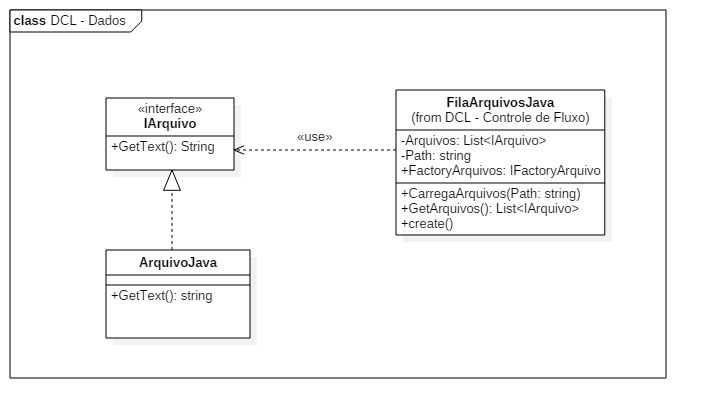 class DCL - Dados
«interface»
IArquivo
+GetText(): String
«use»
FilaArquivosJava
(from DCL - Controle de Fluxo)
-Arquivos: List<IArquivo>
-Path: string
+FactoryArquivos: IFactoryArquivo
+CarregaArquivos(Path: string)
+GetArquivos(): List<IArquivo>
+create()
ArquivoJava
+GetText(): string